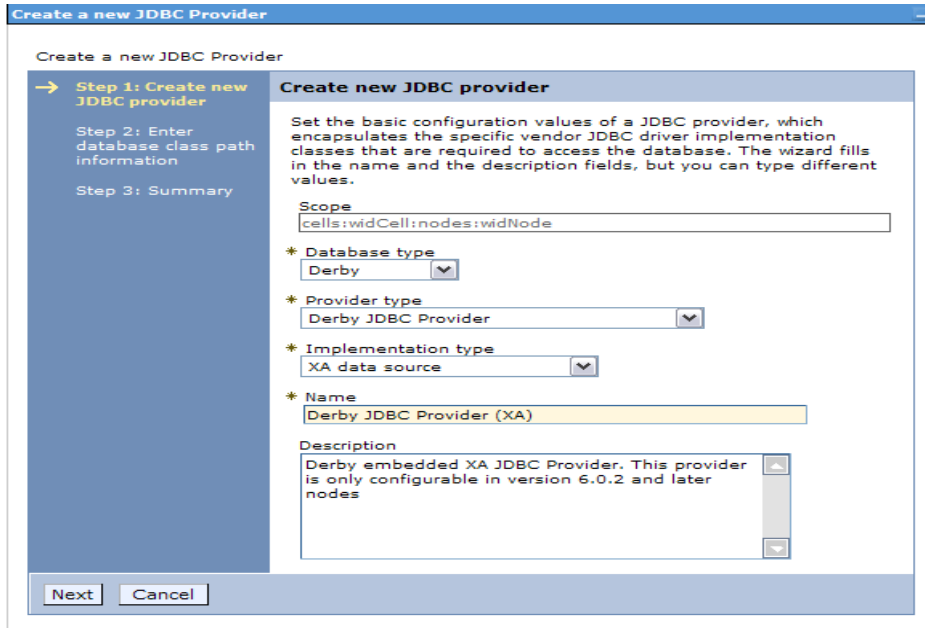 Create a new JDBC Provider
Create a new JDBC Provider
Step 1: Create new
JDBC provider
Step 2: Enter
database class path
information
Step 3: Summary
Create new JDBC provider
Set the basic configuration values of a JDBC provider, which
encapsulates the specific vendor JDBC driver implementation
classes that are required to access the database. The wizard fills
in the name and the description fields, but you can type different
values.
Scope
cells:widCell:nodes:widNode
* Database type
Derby
* Provider type
Derby JDBC Provider
* Implementation type
XA data source
* Name
Derby JDBC Provider (XA)
Description
Derby embedded XA JDBC Provider. This provider
is only configurable in version 6.0.2 and later
nodes
Next Cancel